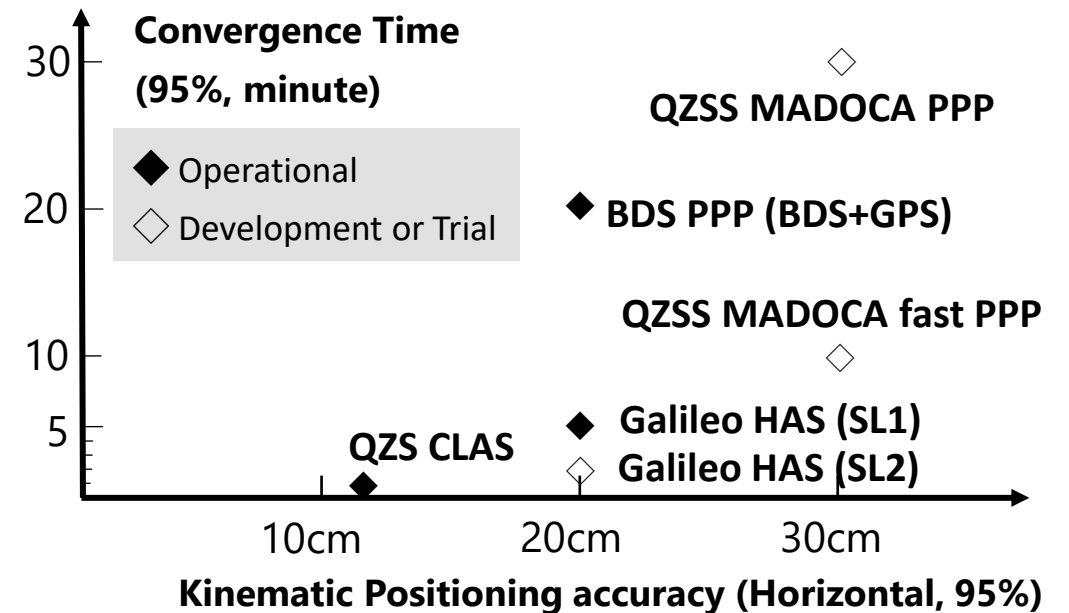 Convergence Time
(95%, minute)
30
QZSS MADOCA PPP
Operational
20
BDS PPP (BDS+GPS)
Development or Trial
QZSS MADOCA fast PPP
10
5
Galileo HAS (SL1)
QZS CLAS
Galileo HAS (SL2)
10cm
20cm
30cm
Kinematic Positioning accuracy (Horizontal, 95%)